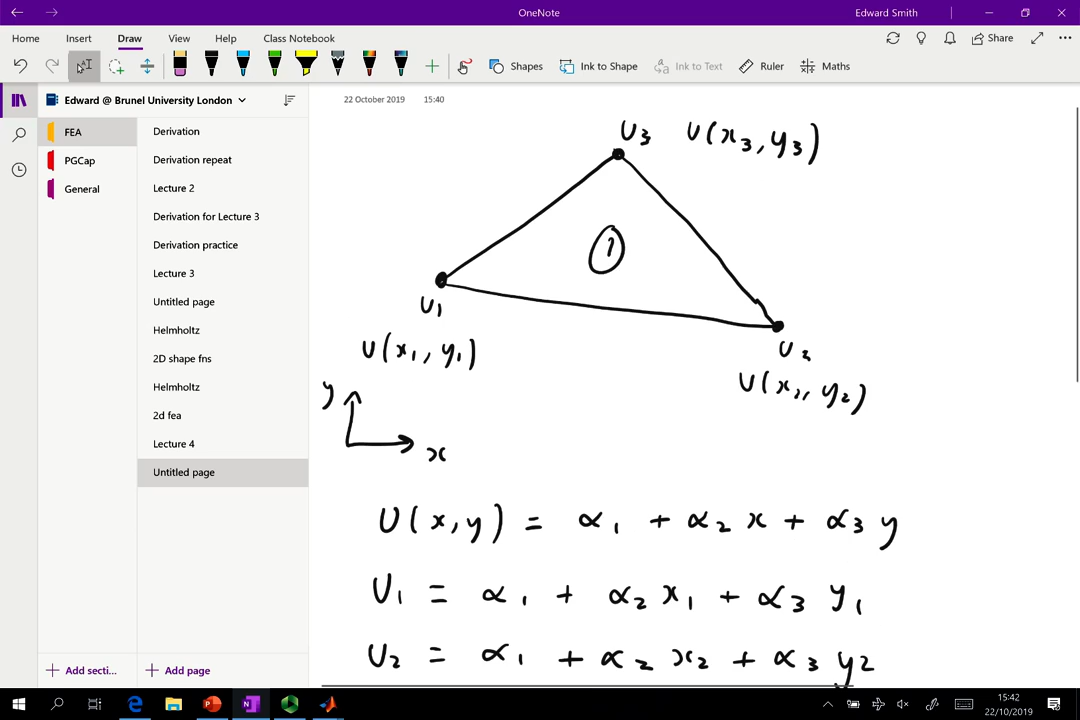 OneNote
Edward Smith
Home Insert Draw View Help Class Notebook
Share
Shapes Ink to Shape Ink to Text Ruler Maths
Edward @ Brunel University London
FEA
PGCap
General
Derivation
Derivation repeat
Lecture 2
Derivation for Lecture 3
Derivation practice
Lecture 3
Untitled page
Helmholtz
2D shape fns
Helmholtz
2d fea
Lecture 4
Untitled page
Add secti...
Add page
22 October 2019 15:40
U3 U(x3, y3)
1
U1
U(x1, y1)
U2
U(x2, y2)
y
x
U(x,y) = α1 + α2 x + α3 y
U1 = α1 + α2 x1 + α3 y1
U2 = α1 + α2 x2 + α3 y2
15:42
22/10/2019